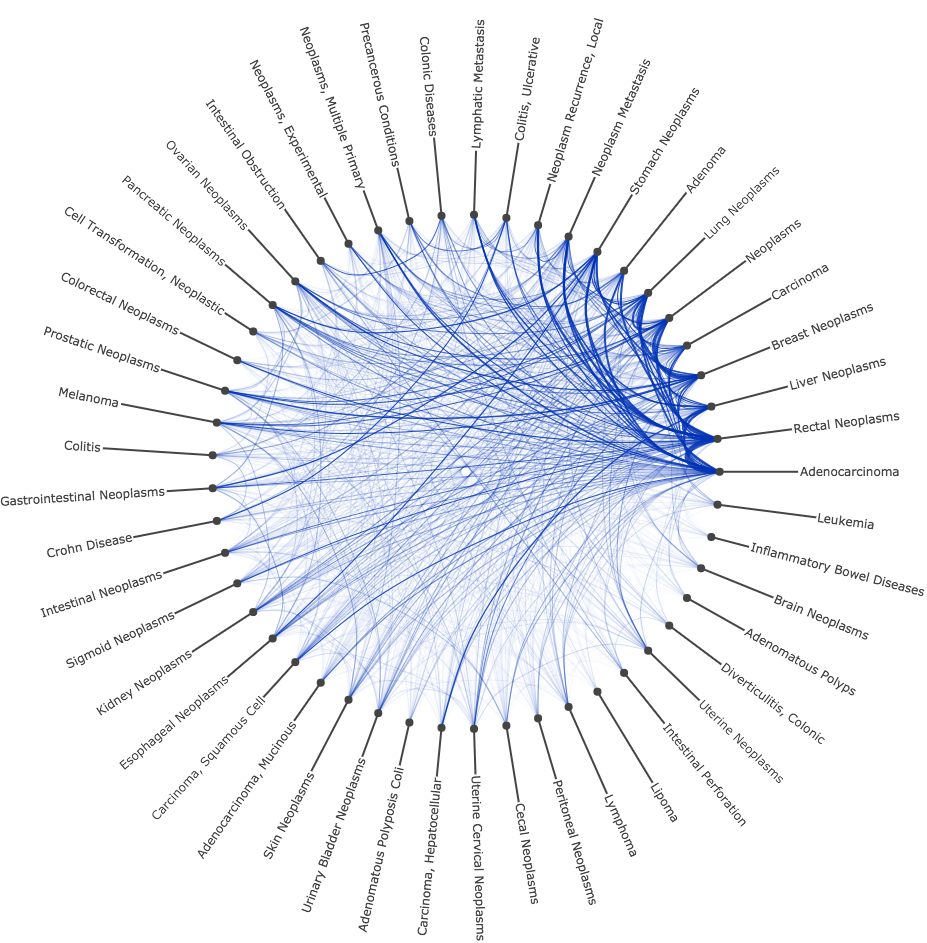 Lymphatic Metastasis
Colitis, Ulcerative
Neoplasm Recurrence, Local
Neoplasm Metastasis
Stomach Neoplasms
Adenoma
Lung Neoplasms
Neoplasms
Carcinoma
Breast Neoplasms
Liver Neoplasms
Rectal Neoplasms
Adenocarcinoma
Leukemia
Inflammatory Bowel Diseases
Brain Neoplasms
Adenomatous Polyps
Diverticulitis, Colonic
Uterine Neoplasms
Intestinal Perforation
Lipoma
Lymphoma
Peritoneal Neoplasms
Cecal Neoplasms
Uterine Cervical Neoplasms
Carcinoma, Hepatocellular
Adenomatous Polyposis Coli
Urinary Bladder Neoplasms
Skin Neoplasms
Adenocarcinoma, Mucinous
Carcinoma, Squamous Cell
Esophageal Neoplasms
Kidney Neoplasms
Sigmoid Neoplasms
Intestinal Neoplasms
Crohn Disease
Gastrointestinal Neoplasms
Colitis
Melanoma
Prostatic Neoplasms
Colorectal Neoplasms
Cell Transformation, Neoplastic
Pancreatic Neoplasms
Ovarian Neoplasms
Intestinal Obstruction
Neoplasms, Experimental
Neoplasms, Multiple Primary
Precancerous Conditions
Colonic Diseases